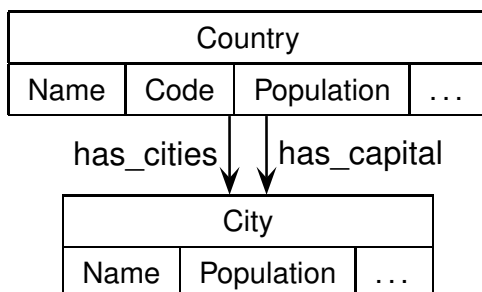 Country
Name Code Population ...
has_cities has_capital
City
Name Population ...